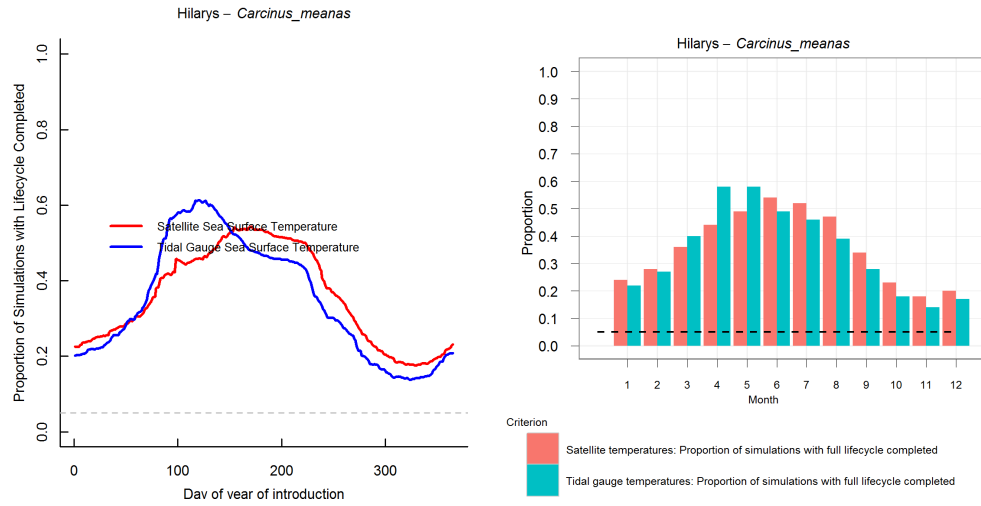 Hilarys – Carcinus_meanas
Proportion of Simulations with Lifecycle Completed
1.0
0.8
0.6
0.4
0.2
0.0
Satellite Sea Surface Temperature
Tidal Gauge Sea Surface Temperature
0 100 200 300
Day of year of introduction
Hilarys – Carcinus_meanas
Proportion
1.0
0.9
0.8
0.7
0.6
0.5
0.4
0.3
0.2
0.1
0.0
1 2 3 4 5 6 7 8 9 10 11 12
Month
Criterion
Satellite temperatures: Proportion of simulations with full lifecycle completed
Tidal gauge temperatures: Proportion of simulations with full lifecycle completed